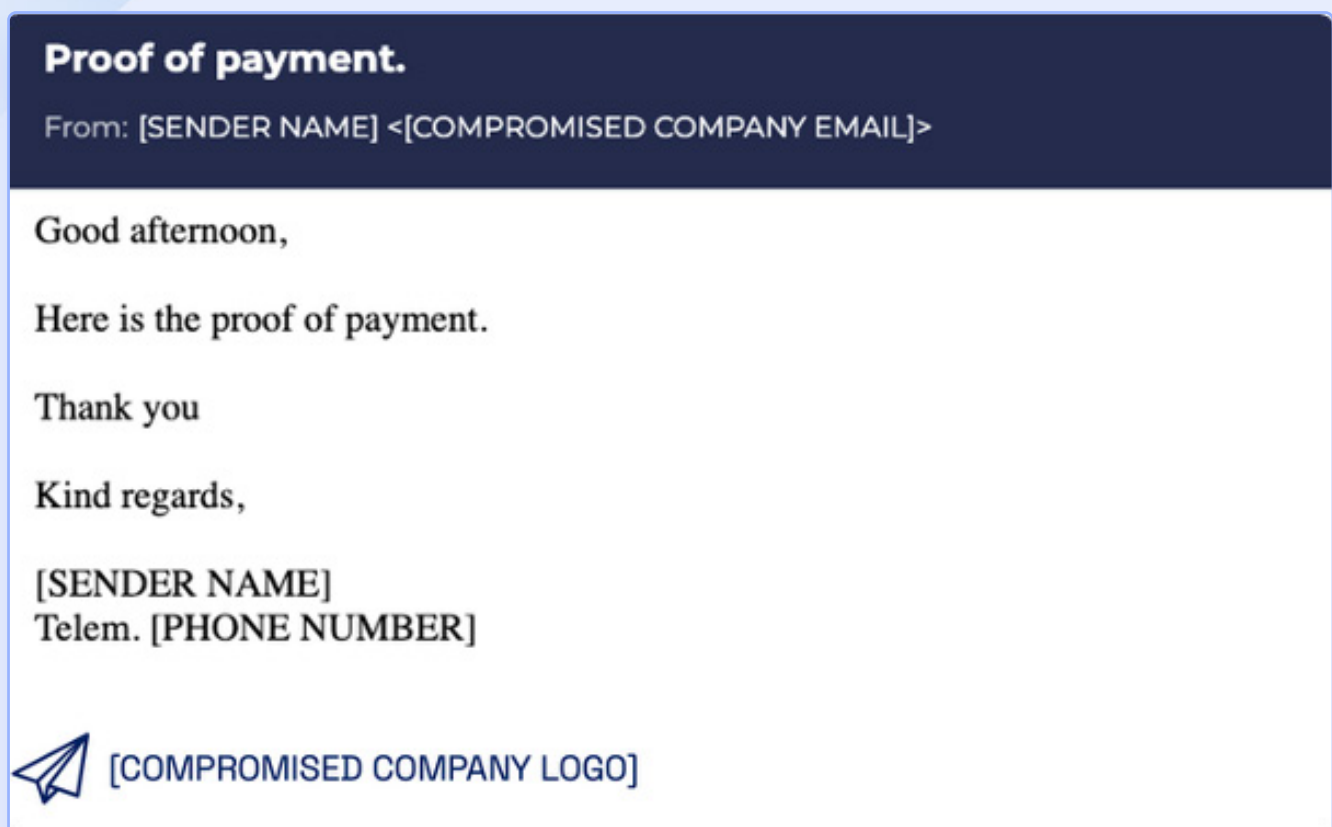 Proof of payment.
From: [SENDER NAME] <[COMPROMISED COMPANY EMAIL]>
Good afternoon,
Here is the proof of payment.
Thank you
Kind regards,
[SENDER NAME]
Telem. [PHONE NUMBER]
[COMPROMISED COMPANY LOGO]